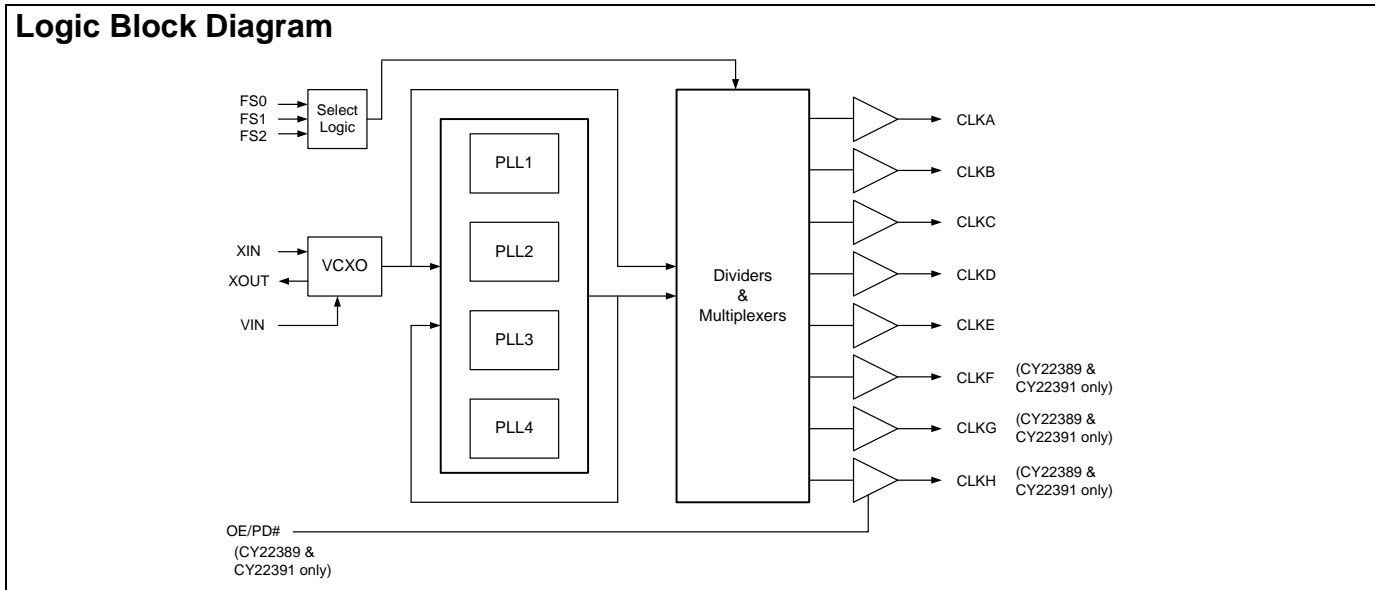 Logic Block Diagram
FS0
FS1
FS2
Select
Logic
XIN
XOUT
VIN
VCXO
PLL1
PLL2
PLL3
PLL4
Dividers
&
Multiplexers
CLKA
CLKB
CLKC
CLKD
CLKE
CLKF
(CY22389 &
CY22391 only)
CLKG
(CY22389 &
CY22391 only)
CLKH
(CY22389 &
CY22391 only)
OE/PD#
(CY22389 &
CY22391 only)